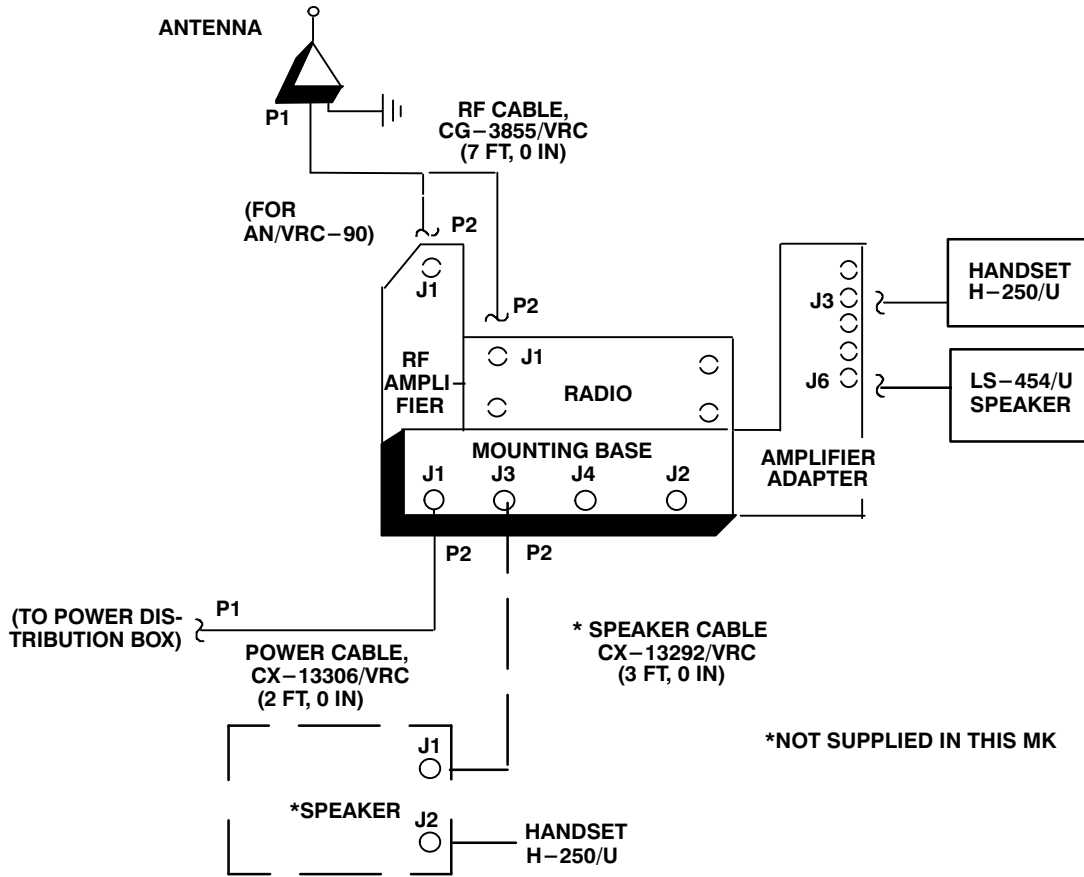 ANTENNA
P1
RF CABLE,
CG–3855/VRC
(7 FT, 0 IN)
(FOR
AN/VRC–90)
P2
J1
P2
J1
RF
AMPLI–
FIER
RADIO
J3
J6
HANDSET
H–250/U
LS–454/U
SPEAKER
MOUNTING BASE
J1
J3
J4
J2
AMPLIFIER
ADAPTER
P2
P2
(TO POWER DIS-
TRIBUTION BOX)
P1
POWER CABLE,
CX–13306/VRC
(2 FT, 0 IN)
* SPEAKER CABLE
CX–13292/VRC
(3 FT, 0 IN)
*NOT SUPPLIED IN THIS MK
J1
*SPEAKER
J2
HANDSET
H–250/U